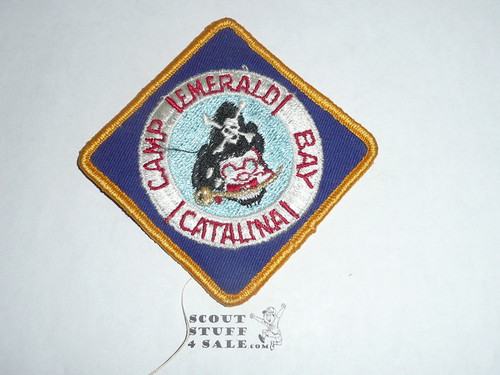 CAMP EMERALD BAY
CATALINA
SCOUT
STUFF
4 SALE.com